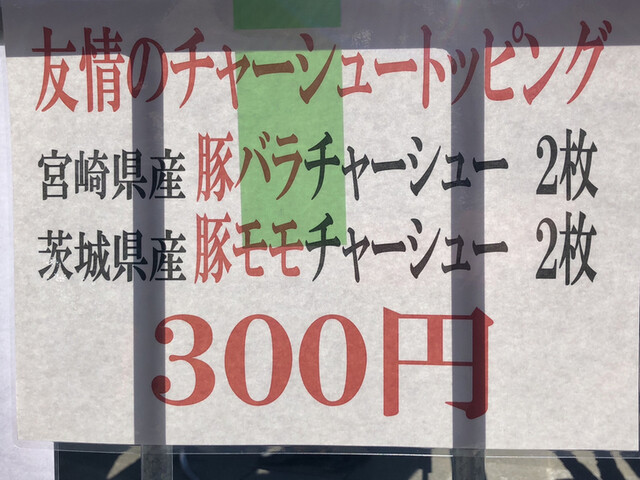 友情のチャーシュートッピング
宮崎県産 豚バラチャーシュー 2枚
茨城県産 豚モモチャーシュー 2枚
300円